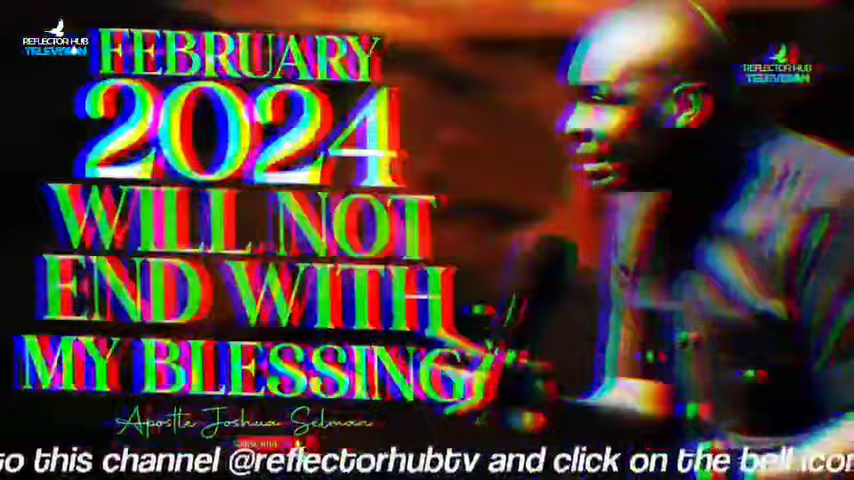 REFLECTOR HUB
TELEVISION
REFLECTOR HUB
TELEVISION
FEBRUARY
2024
WILL NOT
END WITH
MY BLESSING
Apostle Joshua Selman
to this channel @reflectorhubtv and click on the bell icon